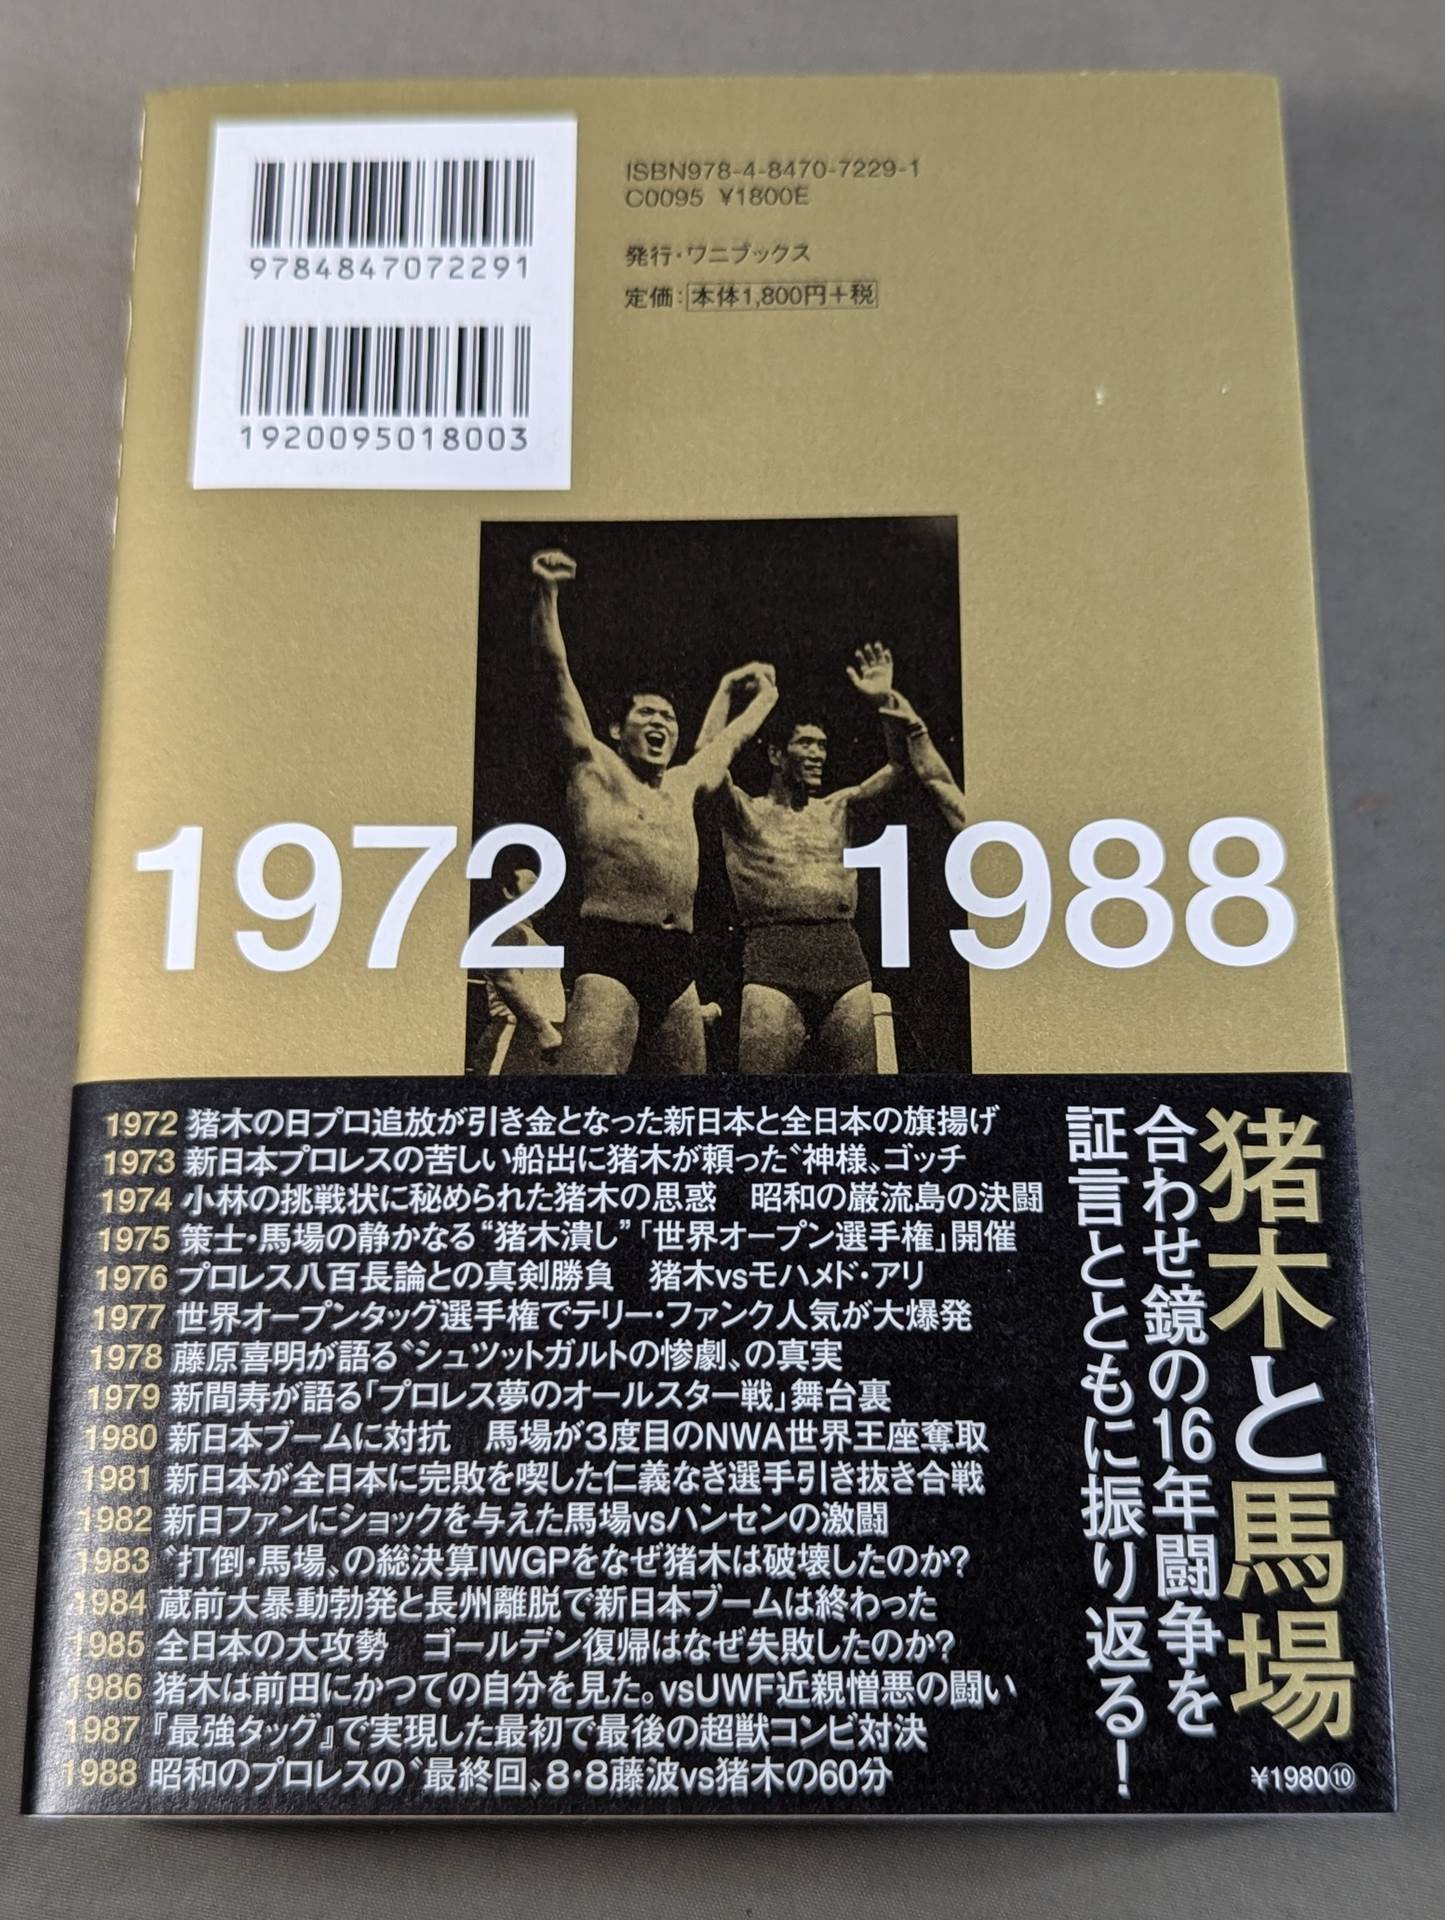 9784847072291
1920095018003
ISBN978-4-8470-7229-1
C0095 ¥1800E
発行・ワニブックス
定価：本体1,800円+税
1972
1988
猪木と馬場
合わせ鏡の16年闘争を
証言とともに振り返る！
1972 猪木の日プロ追放が引き金となった新日本と全日本の旗揚げ
1973 新日本プロレスの苦しい船出に猪木が頼った〝神様〟ゴッチ
1974 小林の挑戦状に秘められた猪木の思惑　昭和の巌流島の決闘
1975 策士・馬場の静かなる“猪木潰し”「世界オープン選手権」開催
1976 プロレス八百長論との真剣勝負　猪木vsモハメド・アリ
1977 世界オープンタッグ選手権でテリー・ファンク人気が大爆発
1978 藤原喜明が語る〝シュツットガルトの惨劇〟の真実
1979 新間寿が語る「プロレス夢のオールスター戦」舞台裏
1980 新日本ブームに対抗　馬場が3度目のNWA世界王座奪取
1981 新日本が全日本に完敗を喫した仁義なき選手引き抜き合戦
1982 新日ファンにショックを与えた馬場vsハンセンの激闘
1983 〝打倒・馬場〟の総決算IWGPをなぜ猪木は破壊したのか？
1984 蔵前大暴動勃発と長州離脱で新日本ブームは終わった
1985 全日本の大攻勢　ゴールデン復帰はなぜ失敗したのか？
1986 猪木は前田にかつての自分を見た。vsUWF近親憎悪の闘い
1987 『最強タッグ』で実現した最初で最後の超獣コンビ対決
1988 昭和のプロレスの〝最終回〟8・8藤波vs猪木の60分
¥1980⑩